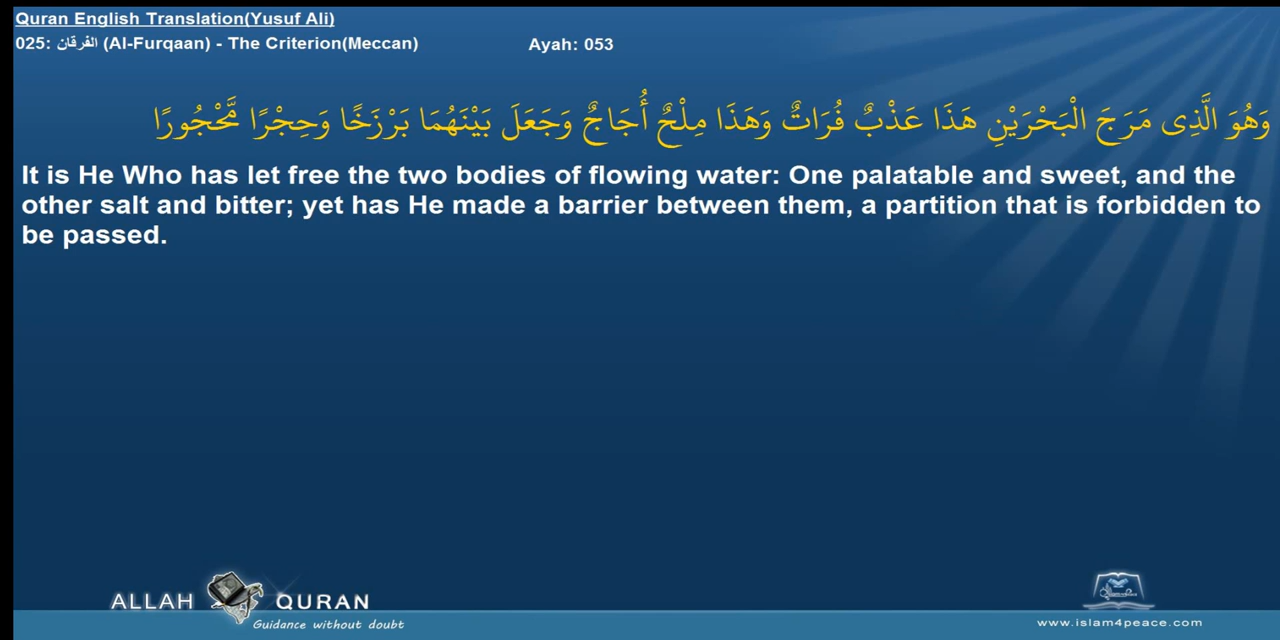 Quran English Translation(Yusuf Ali)
025: الفرقان (Al-Furqaan) - The Criterion(Meccan) Ayah: 053
وَهُوَ الَّذِى مَرَجَ الْبَحْرَيْنِ هَذَا عَذْبٌ فُرَاتٌ وَهَذَا مِلْحٌ أُجَاجٌ وَجَعَلَ بَيْنَهُمَا بَرْزَخًا وَحِجْرًا مَّحْجُورًا
It is He Who has let free the two bodies of flowing water: One palatable and sweet, and the
other salt and bitter; yet has He made a barrier between them, a partition that is forbidden to
be passed.
ALLAH QURAN
Guidance without doubt
www.islam4peace.com